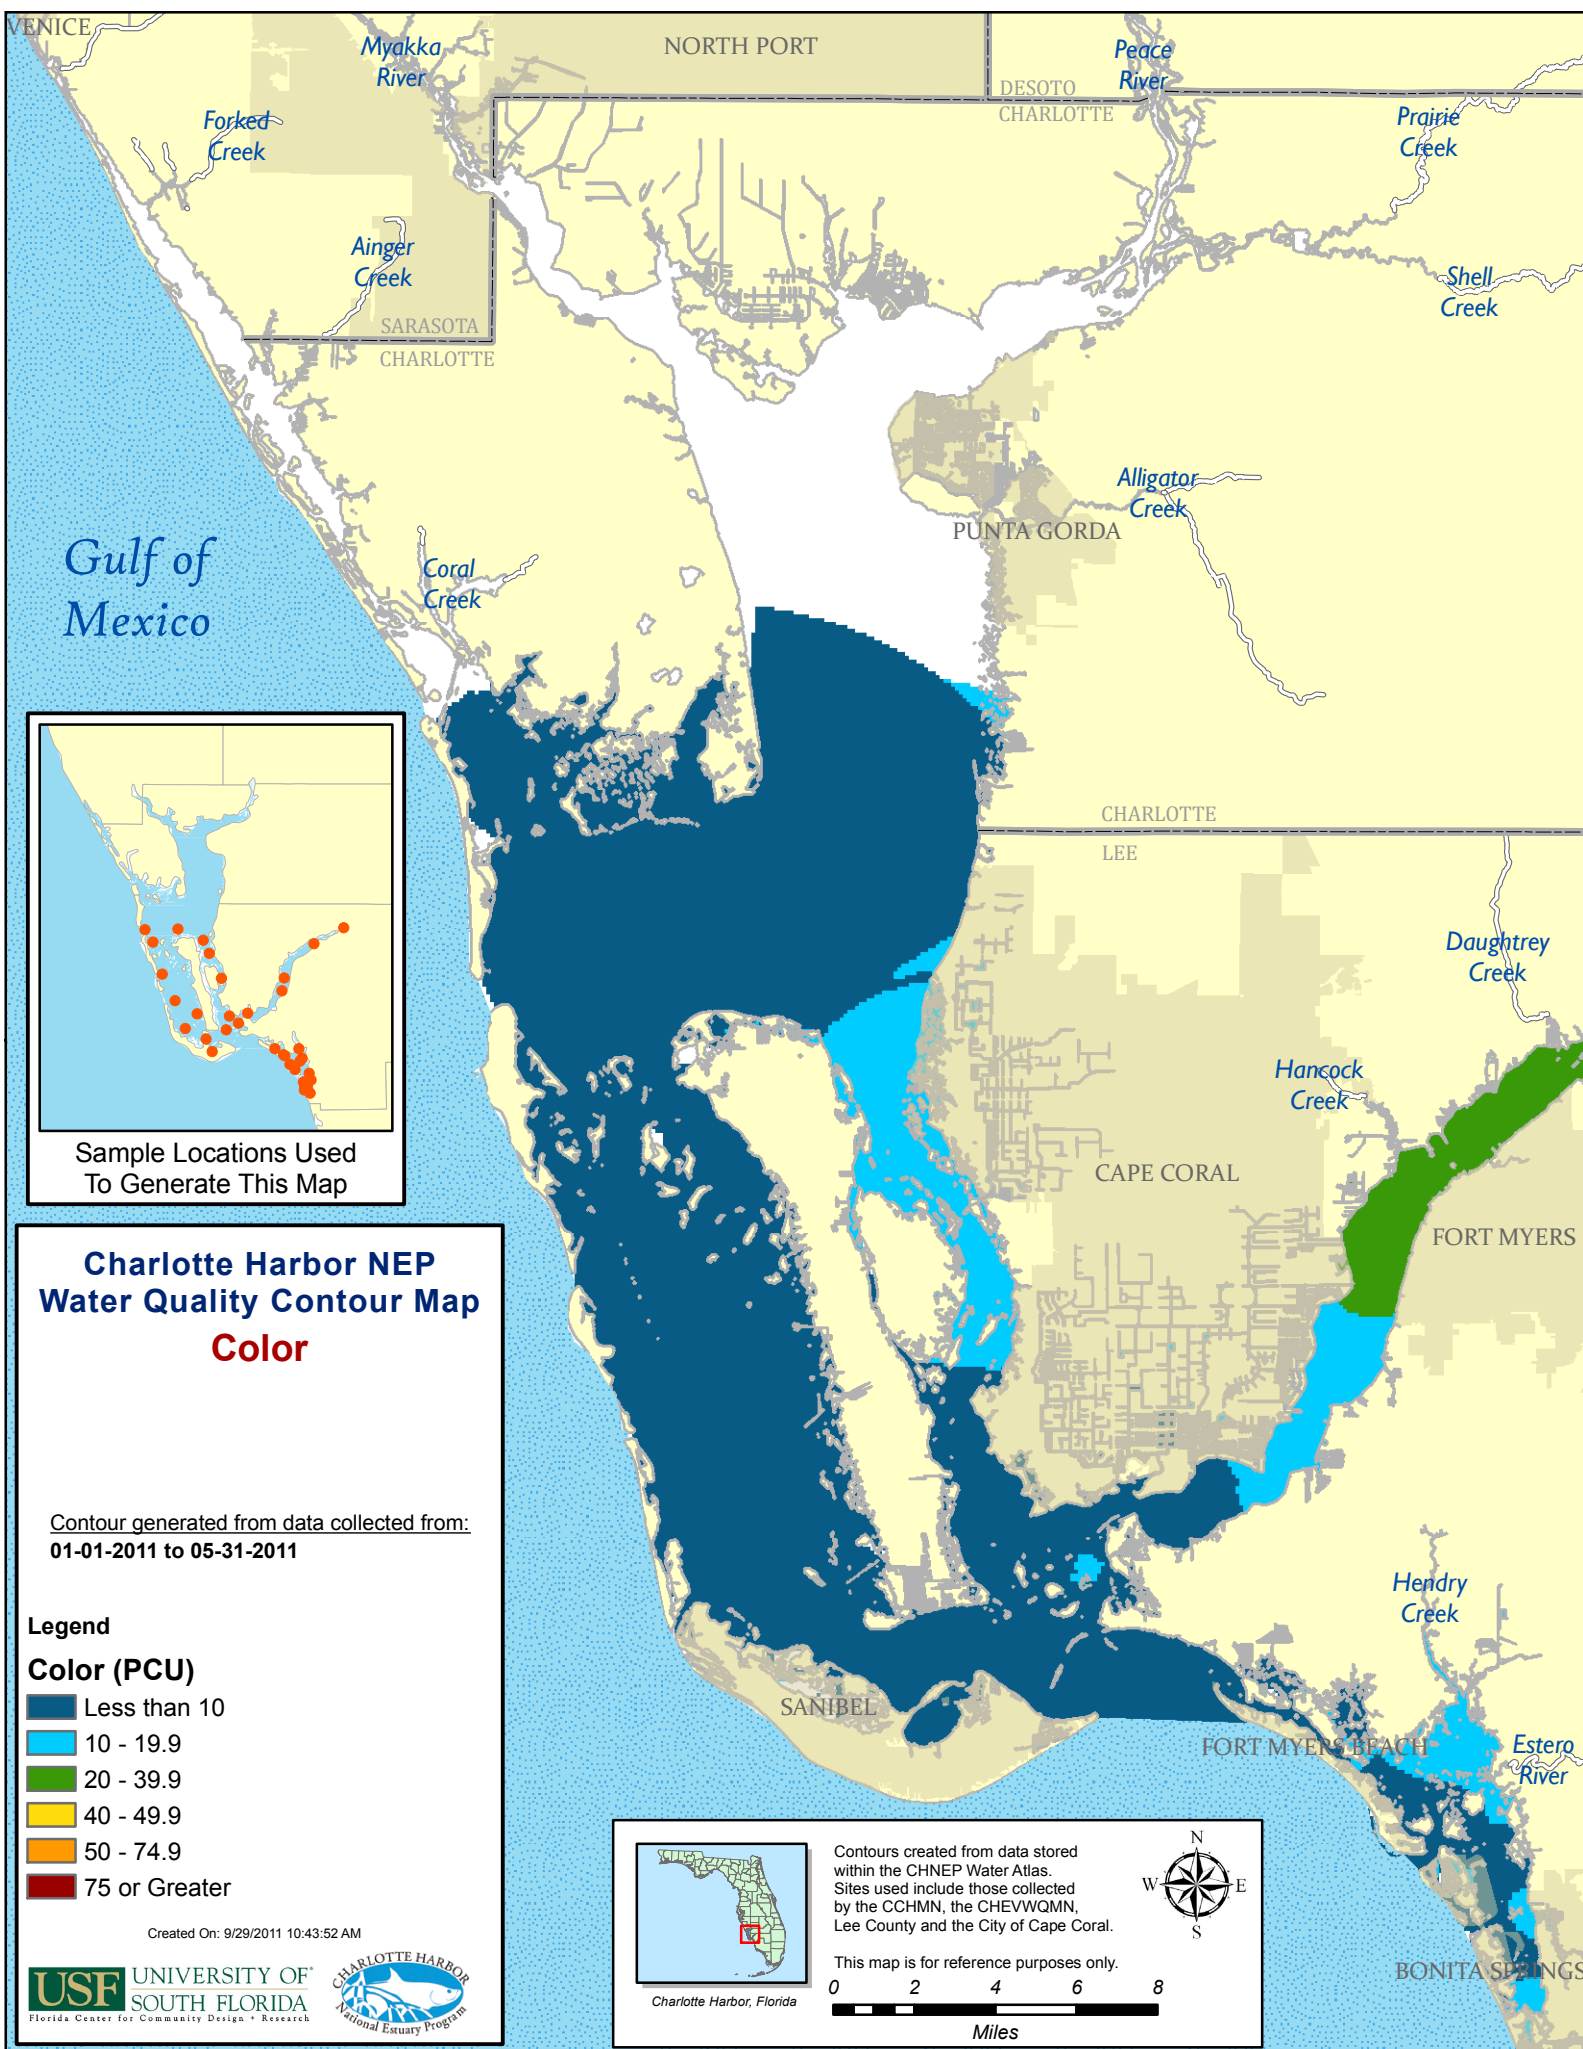 VENICE
Myakka
River
NORTH PORT
Peace
River
DESOTO
CHARLOTTE
Forked
Creek
Prairie
Creek
Ainger
Creek
Shell
Creek
SARASOTA
CHARLOTTE
Alligator
Creek
PUNTA GORDA
Gulf of
Mexico
Coral
Creek
CHARLOTTE
LEE
Daughtrey
Creek
Hancock
Creek
CAPE CORAL
FORT MYERS
Sample Locations Used
To Generate This Map
Charlotte Harbor NEP
Water Quality Contour Map
Color
Contour generated from data collected from:
01-01-2011 to 05-31-2011
Hendry
Creek
SANIBEL
FORT MYERS BEACH
Estero
River
BONITA SPRINGS
Legend
Color (PCU)
Less than 10
10 - 19.9
20 - 39.9
40 - 49.9
50 - 74.9
75 or Greater
Created On: 9/29/2011 10:43:52 AM
USF UNIVERSITY OF
SOUTH FLORIDA
Florida Center for Community Design + Research
CHARLOTTE HARBOR
National Estuary Program
Charlotte Harbor, Florida
Contours created from data stored
within the CHNEP Water Atlas.
Sites used include those collected
by the CCHMN, the CHEVWQMN,
Lee County and the City of Cape Coral.
This map is for reference purposes only.
N
W E
S
0 2 4 6 8
Miles